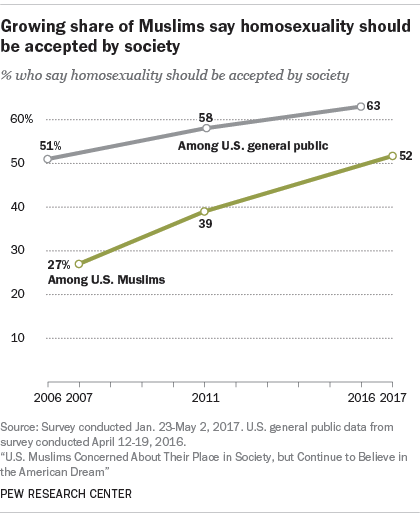 Growing share of Muslims say homosexuality should
be accepted by society
% who say homosexuality should be accepted by society
63
60%
58
51%
Among U.S. general public
52
50
40
39
30
27%
Among U.S. Muslims
20
10
2006 2007 2011 2016 2017
Source: Survey conducted Jan. 23-May 2, 2017. U.S. general public data from
survey conducted April 12-19, 2016.
“U.S. Muslims Concerned About Their Place in Society, but Continue to Believe in
the American Dream”
PEW RESEARCH CENTER